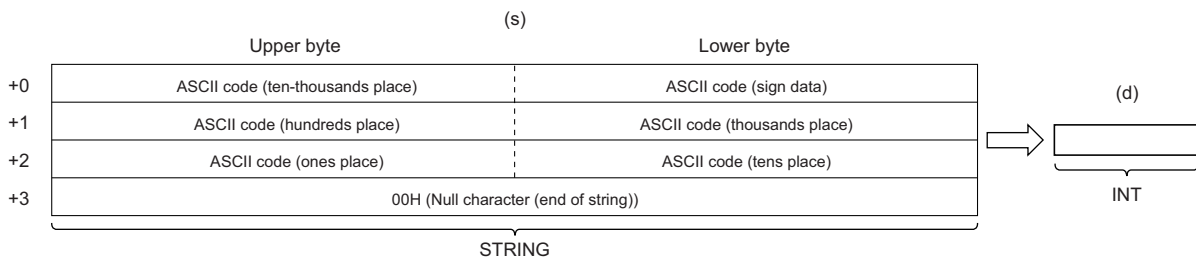 (s)
Upper byte Lower byte
+0 ASCII code (ten-thousands place) ASCII code (sign data)
(d)
+1 ASCII code (hundreds place) ASCII code (thousands place)
+2 ASCII code (ones place) ASCII code (tens place)
+3 00H (Null character (end of string))
INT
STRING